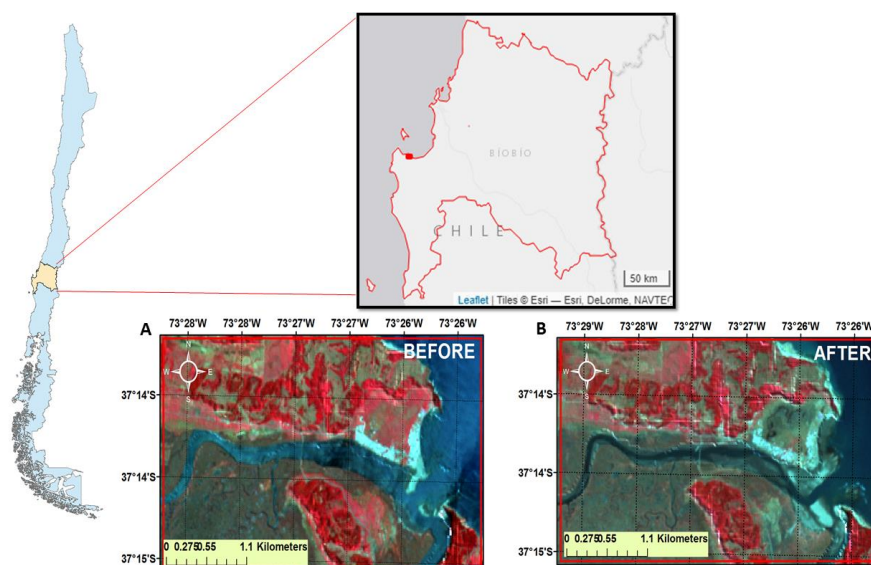 BÍOBÍO
CHILE
50 km
Leaflet | Tiles © Esri — Esri, DeLorme, NAVTEQ
A
73°28'W 73°28'W 73°27'W 73°27'W 73°26'W 73°26'W
BEFORE
N
W E
S
37°14'S
37°14'S
37°15'S
0 0.275 0.55 1.1 Kilometers
B
73°29'W 73°28'W 73°27'W 73°27'W 73°26'W 73°26'W
AFTER
N
W E
S
37°14'S
37°14'S
37°15'S
0 0.275 0.55 1.1 Kilometers